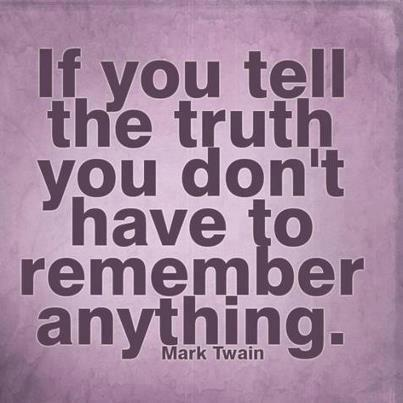 If you tell
the truth
you don't
have to
remember
anything.
Mark Twain